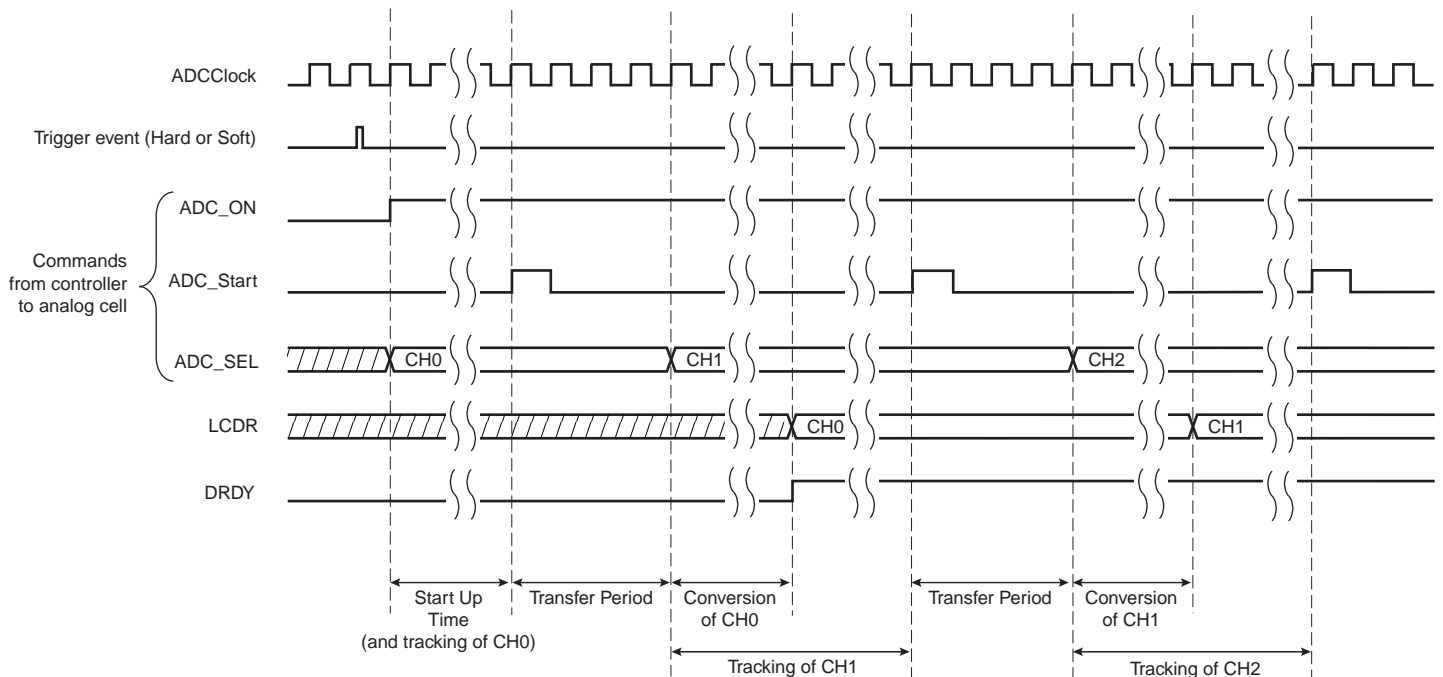 ADCClock
Trigger event (Hard or Soft)
ADC_ON
Commands
from controller
to analog cell
ADC_Start
ADC_SEL
CH0
CH1
CH2
LCDR
CH0
CH1
DRDY
Start Up
Time
(and tracking of CH0)
Transfer Period
Conversion
of CH0
Transfer Period
Conversion
of CH1
Tracking of CH1
Tracking of CH2